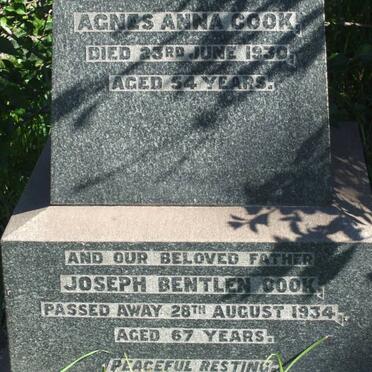 AGNES ANNA COOK,
DIED 23RD JUNE 1930,
AGED 54 YEARS.
AND OUR BELOVED FATHER
JOSEPH BENTLEN COOK,
PASSED AWAY 28TH AUGUST 1934,
AGED 67 YEARS.
PEACEFUL RESTING.